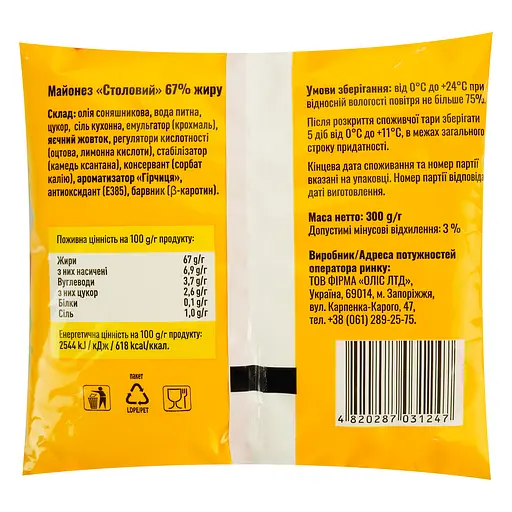 Майонез «Столовий» 67% жиру
Склад: олія соняшникова, вода питна,
цукор, сіль кухонна, емульгатор (крохмаль),
яєчний жовток, регулятори кислотності
(оцтова, лимонна кислоти), стабілізатор
(камедь ксантана), консервант (сорбат
калію), ароматизатор «Гірчиця»,
антиоксидант (Е385), барвник (β-каротин).
Поживна цінність на 100 g/г продукту:
Жири 67 g/г
з них насичені 6,9 g/г
Вуглеводи 3,7 g/г
з них цукор 2,6 g/г
Білки 0,1 g/г
Сіль 1,0 g/г
Енергетична цінність на 100 g/г продукту:
2544 kJ / кДж / 618 kcal/ккал.
пакет
LDPE/PET
Умови зберігання: від 0°С до +24°С при
відносній вологості повітря не більше 75%.
Після розкриття споживчої тари зберігати
5 діб від 0°С до +11°С, в межах загального
строку придатності.
Кінцева дата споживання та номер партії
вказані на упаковці. Номер партії відповіда
даті виготовлення.
Маса нетто: 300 g/г
Допустимі мінусові відхилення: 3 %
Виробник/Адреса потужностей
оператора ринку:
ТОВ ФІРМА «ОЛІС ЛТД»,
Україна, 69014, м. Запоріжжя,
вул. Карпенка-Карого, 47,
тел. +38 (061) 289-25-75.
4 820287 031247